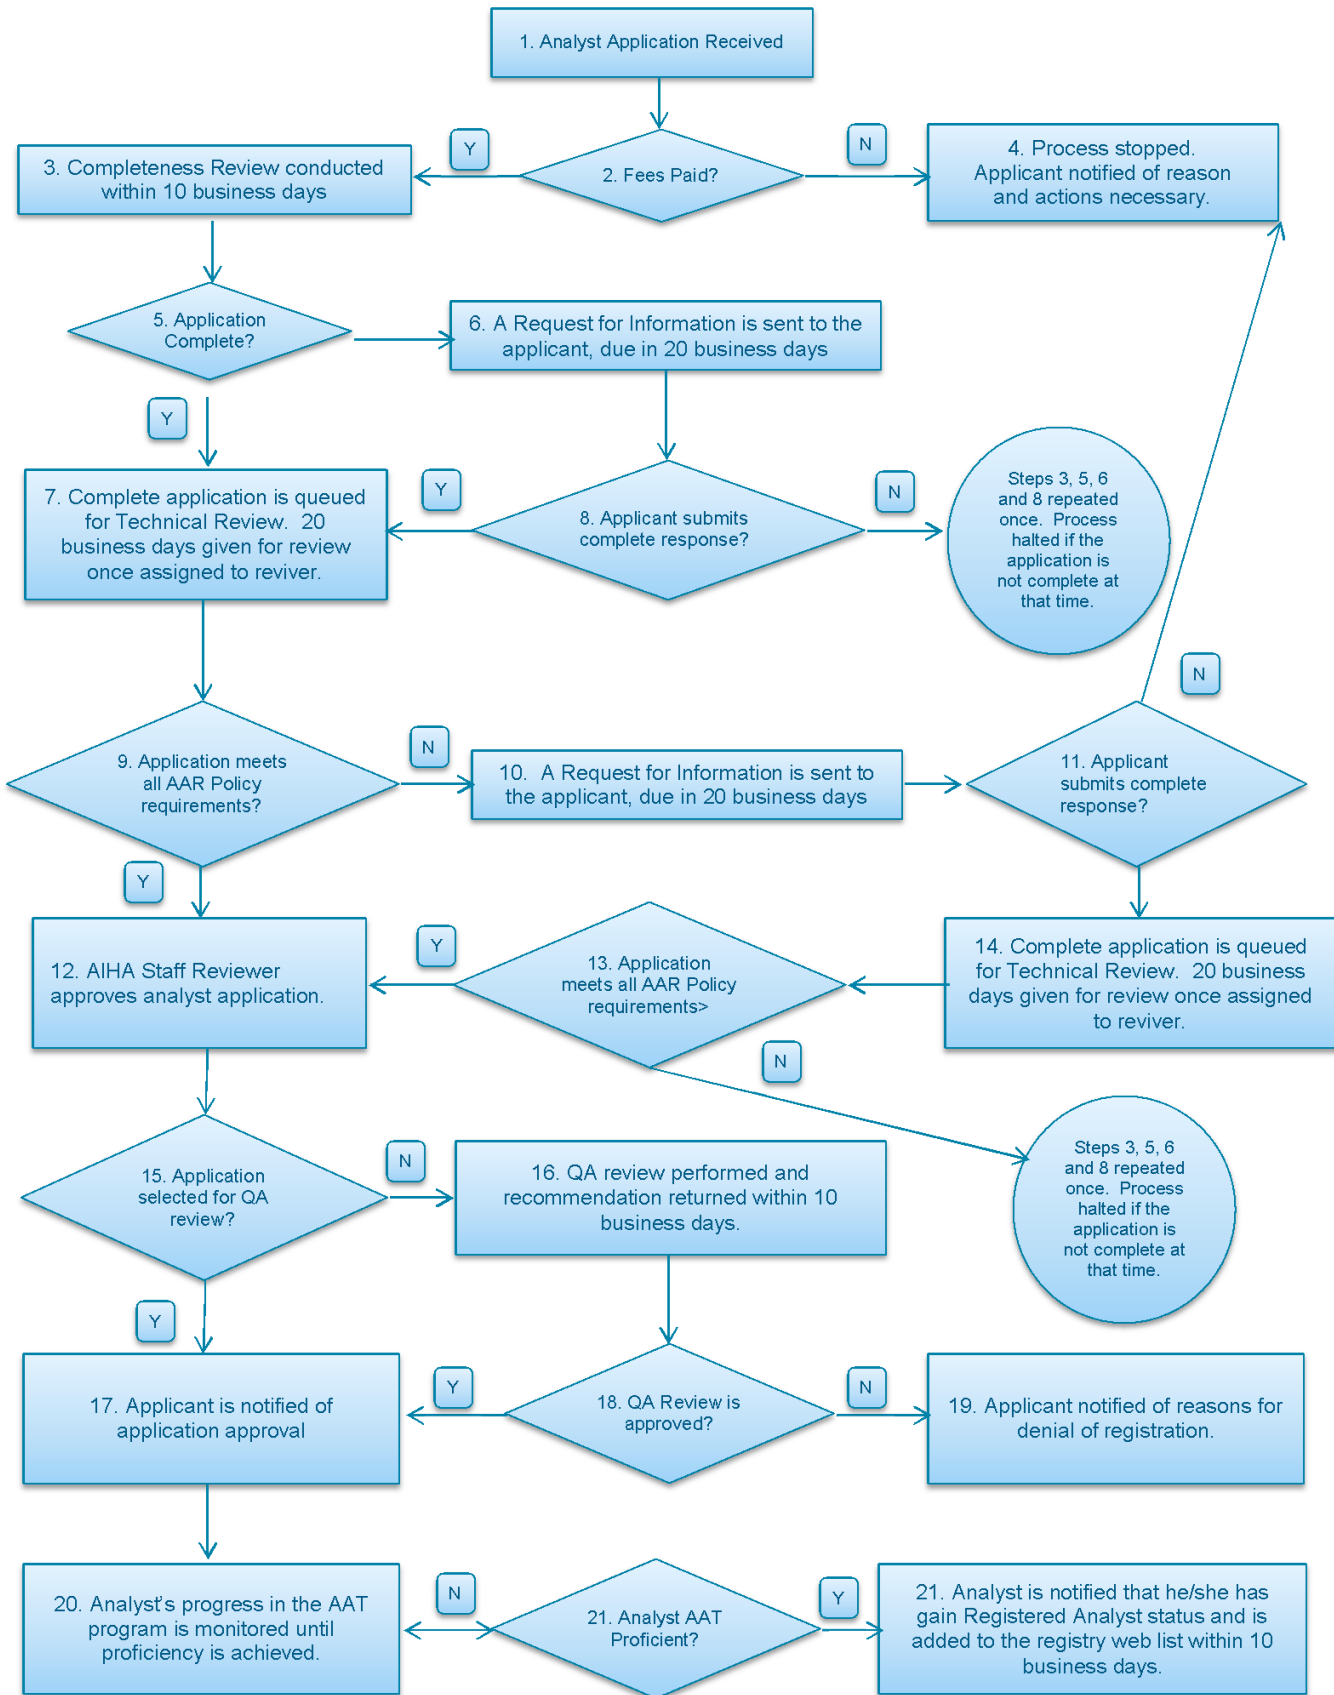 1. Analyst Application Received
Y
N
3. Completeness Review conducted
within 10 business days
2. Fees Paid?
4. Process stopped.
Applicant notified of reason
and actions necessary.
5. Application
Complete?
6. A Request for Information is sent to the
applicant, due in 20 business days
Y
7. Complete application is queued
for Technical Review. 20
business days given for review
once assigned to reviver.
Y
8. Applicant submits
complete response?
N
Steps 3, 5, 6
and 8 repeated
once. Process
halted if the
application is
not complete at
that time.
N
9. Application meets
all AAR Policy
requirements?
N
10. A Request for Information is sent to
the applicant, due in 20 business days
11. Applicant
submits complete
response?
Y
12. AIHA Staff Reviewer
approves analyst application.
Y
13. Application
meets all AAR Policy
requirements>
14. Complete application is queued
for Technical Review. 20 business
days given for review once assigned
to reviver.
N
15. Application
selected for QA
review?
N
16. QA review performed and
recommendation returned within 10
business days.
Steps 3, 5, 6
and 8 repeated
once. Process
halted if the
application is
not complete at
that time.
Y
17. Applicant is notified of
application approval
Y
18. QA Review is
approved?
N
19. Applicant notified of reasons for
denial of registration.
20. Analyst's progress in the AAT
program is monitored until
proficiency is achieved.
N
21. Analyst AAT
Proficient?
Y
21. Analyst is notified that he/she has
gain Registered Analyst status and is
added to the registry web list within 10
business days.